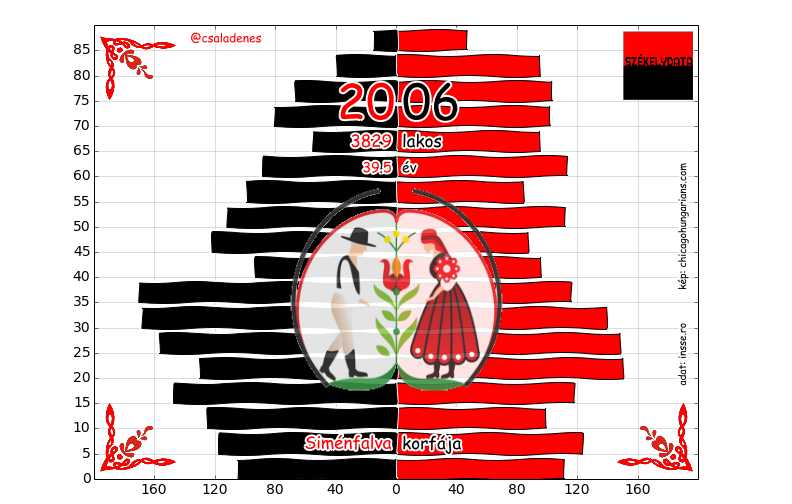 @csaladenes
SZÉKELYDATA
2006
3829 lakos
39.5 év
Siménfalva korfája
kép: chicagohungarians.com
adat: insse.ro
85
80
75
70
65
60
55
50
45
40
35
30
25
20
15
10
5
0
160 120 80 40 0 40 80 120 160